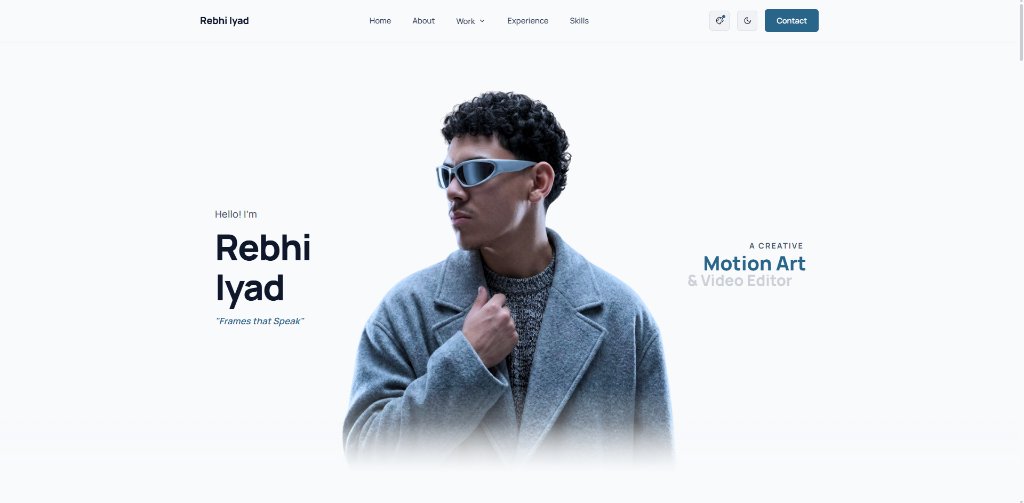 Rebhi Iyad
Home
About
Work
Experience
Skills
Contact
Hello! I'm
Rebhi
Iyad
"Frames that Speak"
A CREATIVE
Motion Art
& Video Editor